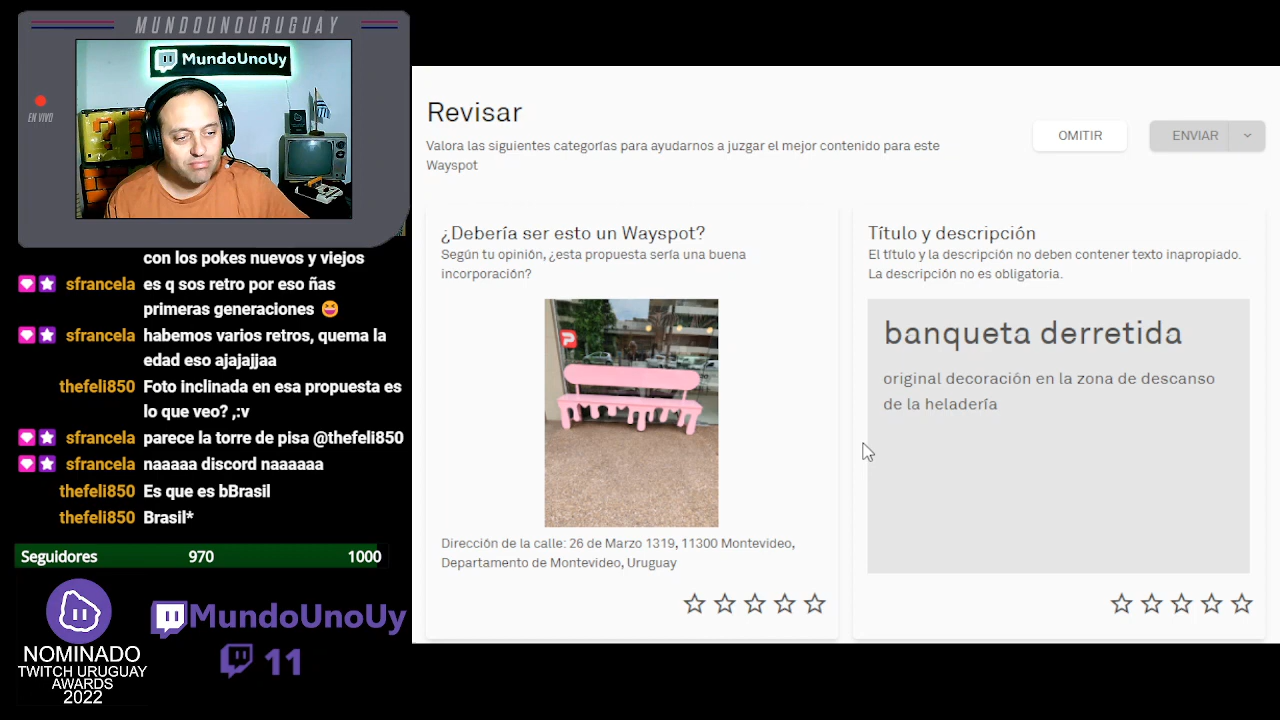 MUNDOUNOURUGUAY
MundoUnoUy
EN VIVO
con los pokes nuevos y viejos
sfrancela es q sos retro por eso ñas
primeras generaciones 😆
sfrancela habemos varios retros, quema la
edad eso ajajajjaa
thefeli850 Foto inclinada en esa propuesta es
lo que veo? ,:v
sfrancela parece la torre de pisa @thefeli850
sfrancela naaaaa discord naaaaaa
thefeli850 Es que es bBrasil
thefeli850 Brasil*
Seguidores 970 1000
MundoUnoUy
11
NOMINADO
TWITCH URUGUAY
AWARDS
2022
Revisar
Valora las siguientes categorías para ayudarnos a juzgar el mejor contenido para este
Wayspot
OMITIR
ENVIAR
¿Debería ser esto un Wayspot?
Según tu opinión, ¿esta propuesta sería una buena
incorporación?
Dirección de la calle: 26 de Marzo 1319, 11300 Montevideo,
Departamento de Montevideo, Uruguay
Título y descripción
El título y la descripción no deben contener texto inapropiado.
La descripción no es obligatoria.
banqueta derretida
original decoración en la zona de descanso
de la heladería